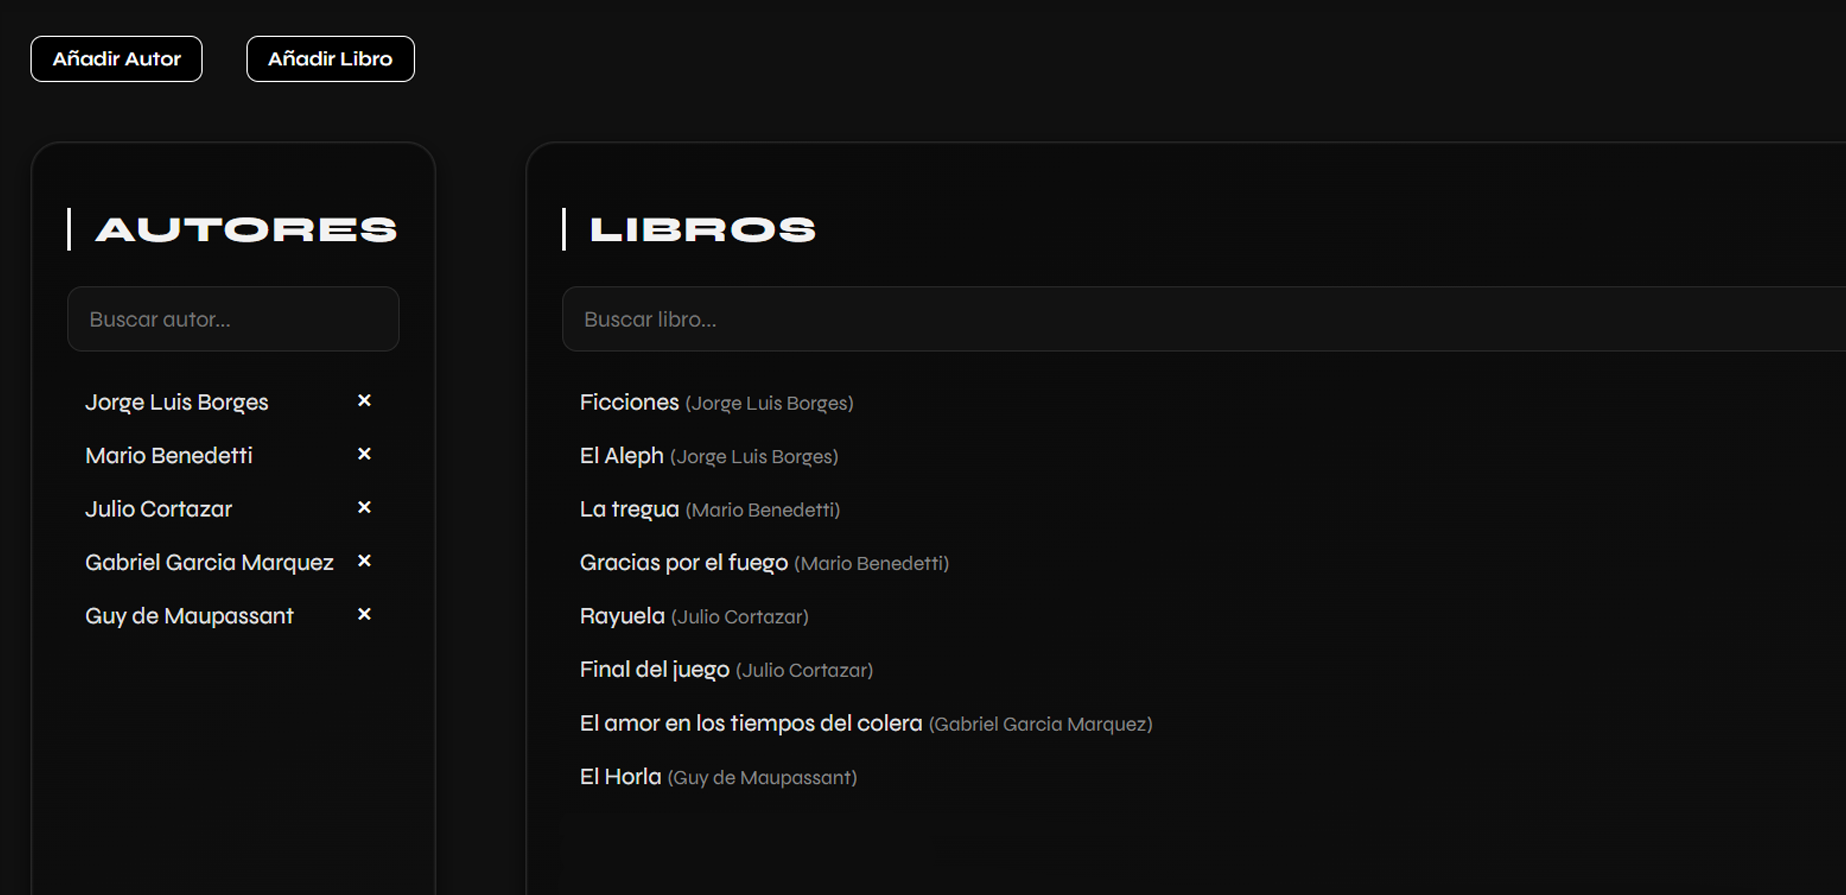 Añadir Autor
Añadir Libro
AUTORES
Buscar autor...
Jorge Luis Borges ×
Mario Benedetti ×
Julio Cortazar ×
Gabriel Garcia Marquez ×
Guy de Maupassant ×
LIBROS
Buscar libro...
Ficciones (Jorge Luis Borges)
El Aleph (Jorge Luis Borges)
La tregua (Mario Benedetti)
Gracias por el fuego (Mario Benedetti)
Rayuela (Julio Cortazar)
Final del juego (Julio Cortazar)
El amor en los tiempos del colera (Gabriel Garcia Marquez)
El Horla (Guy de Maupassant)